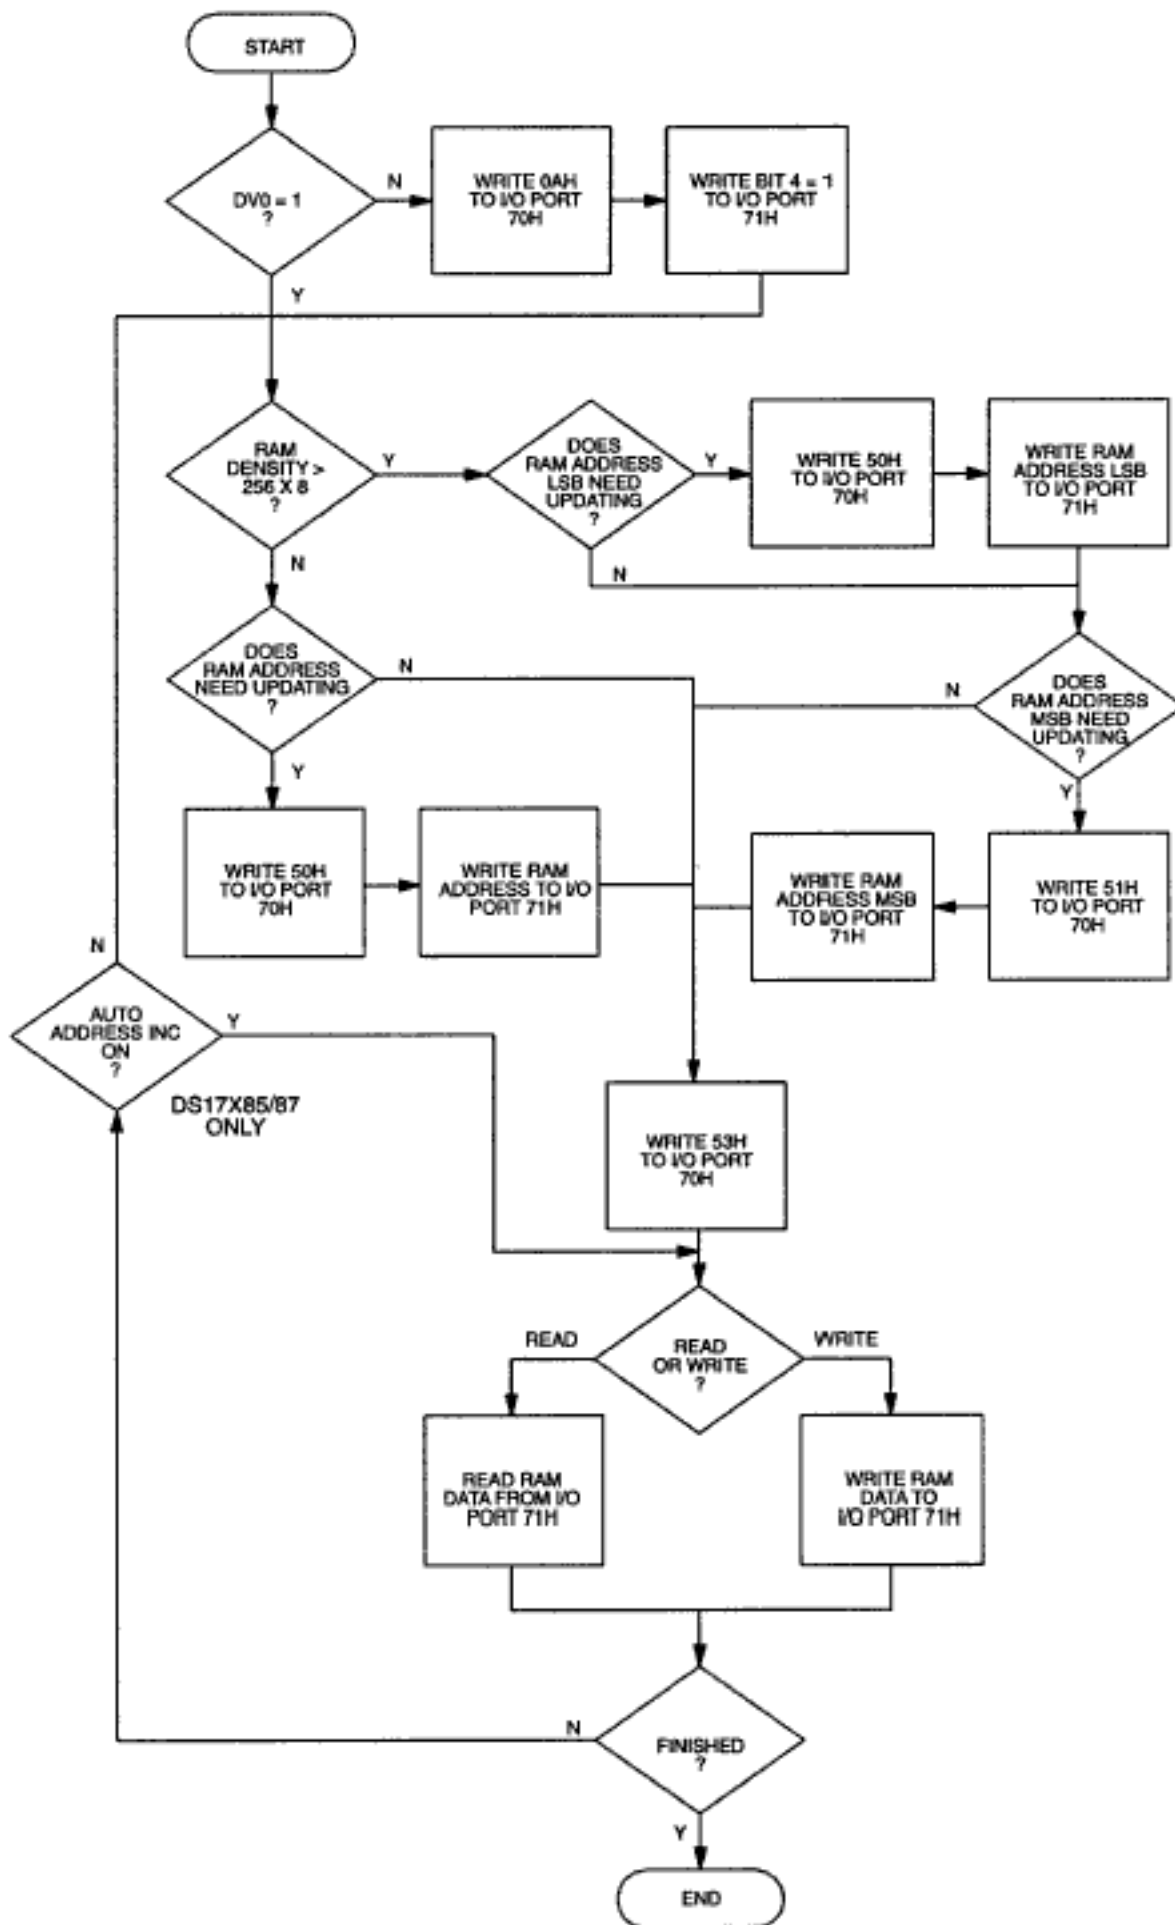 START
DV0 = 1
?
N
WRITE 0AH
TO I/O PORT
70H
WRITE BIT 4 = 1
TO I/O PORT
71H
Y
RAM
DENSITY >
256 X 8
?
Y
DOES
RAM ADDRESS
LSB NEED
UPDATING
?
Y
WRITE 50H
TO I/O PORT
70H
WRITE RAM
ADDRESS LSB
TO I/O PORT
71H
N
N
DOES
RAM ADDRESS
NEED UPDATING
?
N
N
DOES
RAM ADDRESS
MSB NEED
UPDATING
?
Y
Y
WRITE 50H
TO I/O PORT
70H
WRITE RAM
ADDRESS TO I/O
PORT 71H
WRITE RAM
ADDRESS MSB
TO I/O PORT
71H
WRITE 51H
TO I/O PORT
70H
N
AUTO
ADDRESS INC
ON
?
Y
DS17X85/87
ONLY
WRITE 53H
TO I/O PORT
70H
READ
READ
OR WRITE
?
WRITE
READ RAM
DATA FROM I/O
PORT 71H
WRITE RAM
DATA TO
I/O PORT 71H
N
FINISHED
?
Y
END